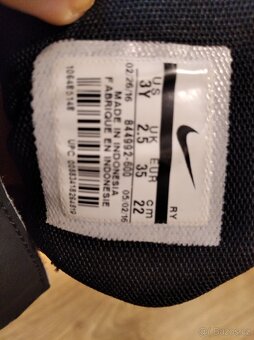 US UK EUR cm
3Y 2.5 35 22
RY
02/26/16 05/02/16
844992-600
MADE IN INDONESIA
FABRIQUE EN INDONESIE